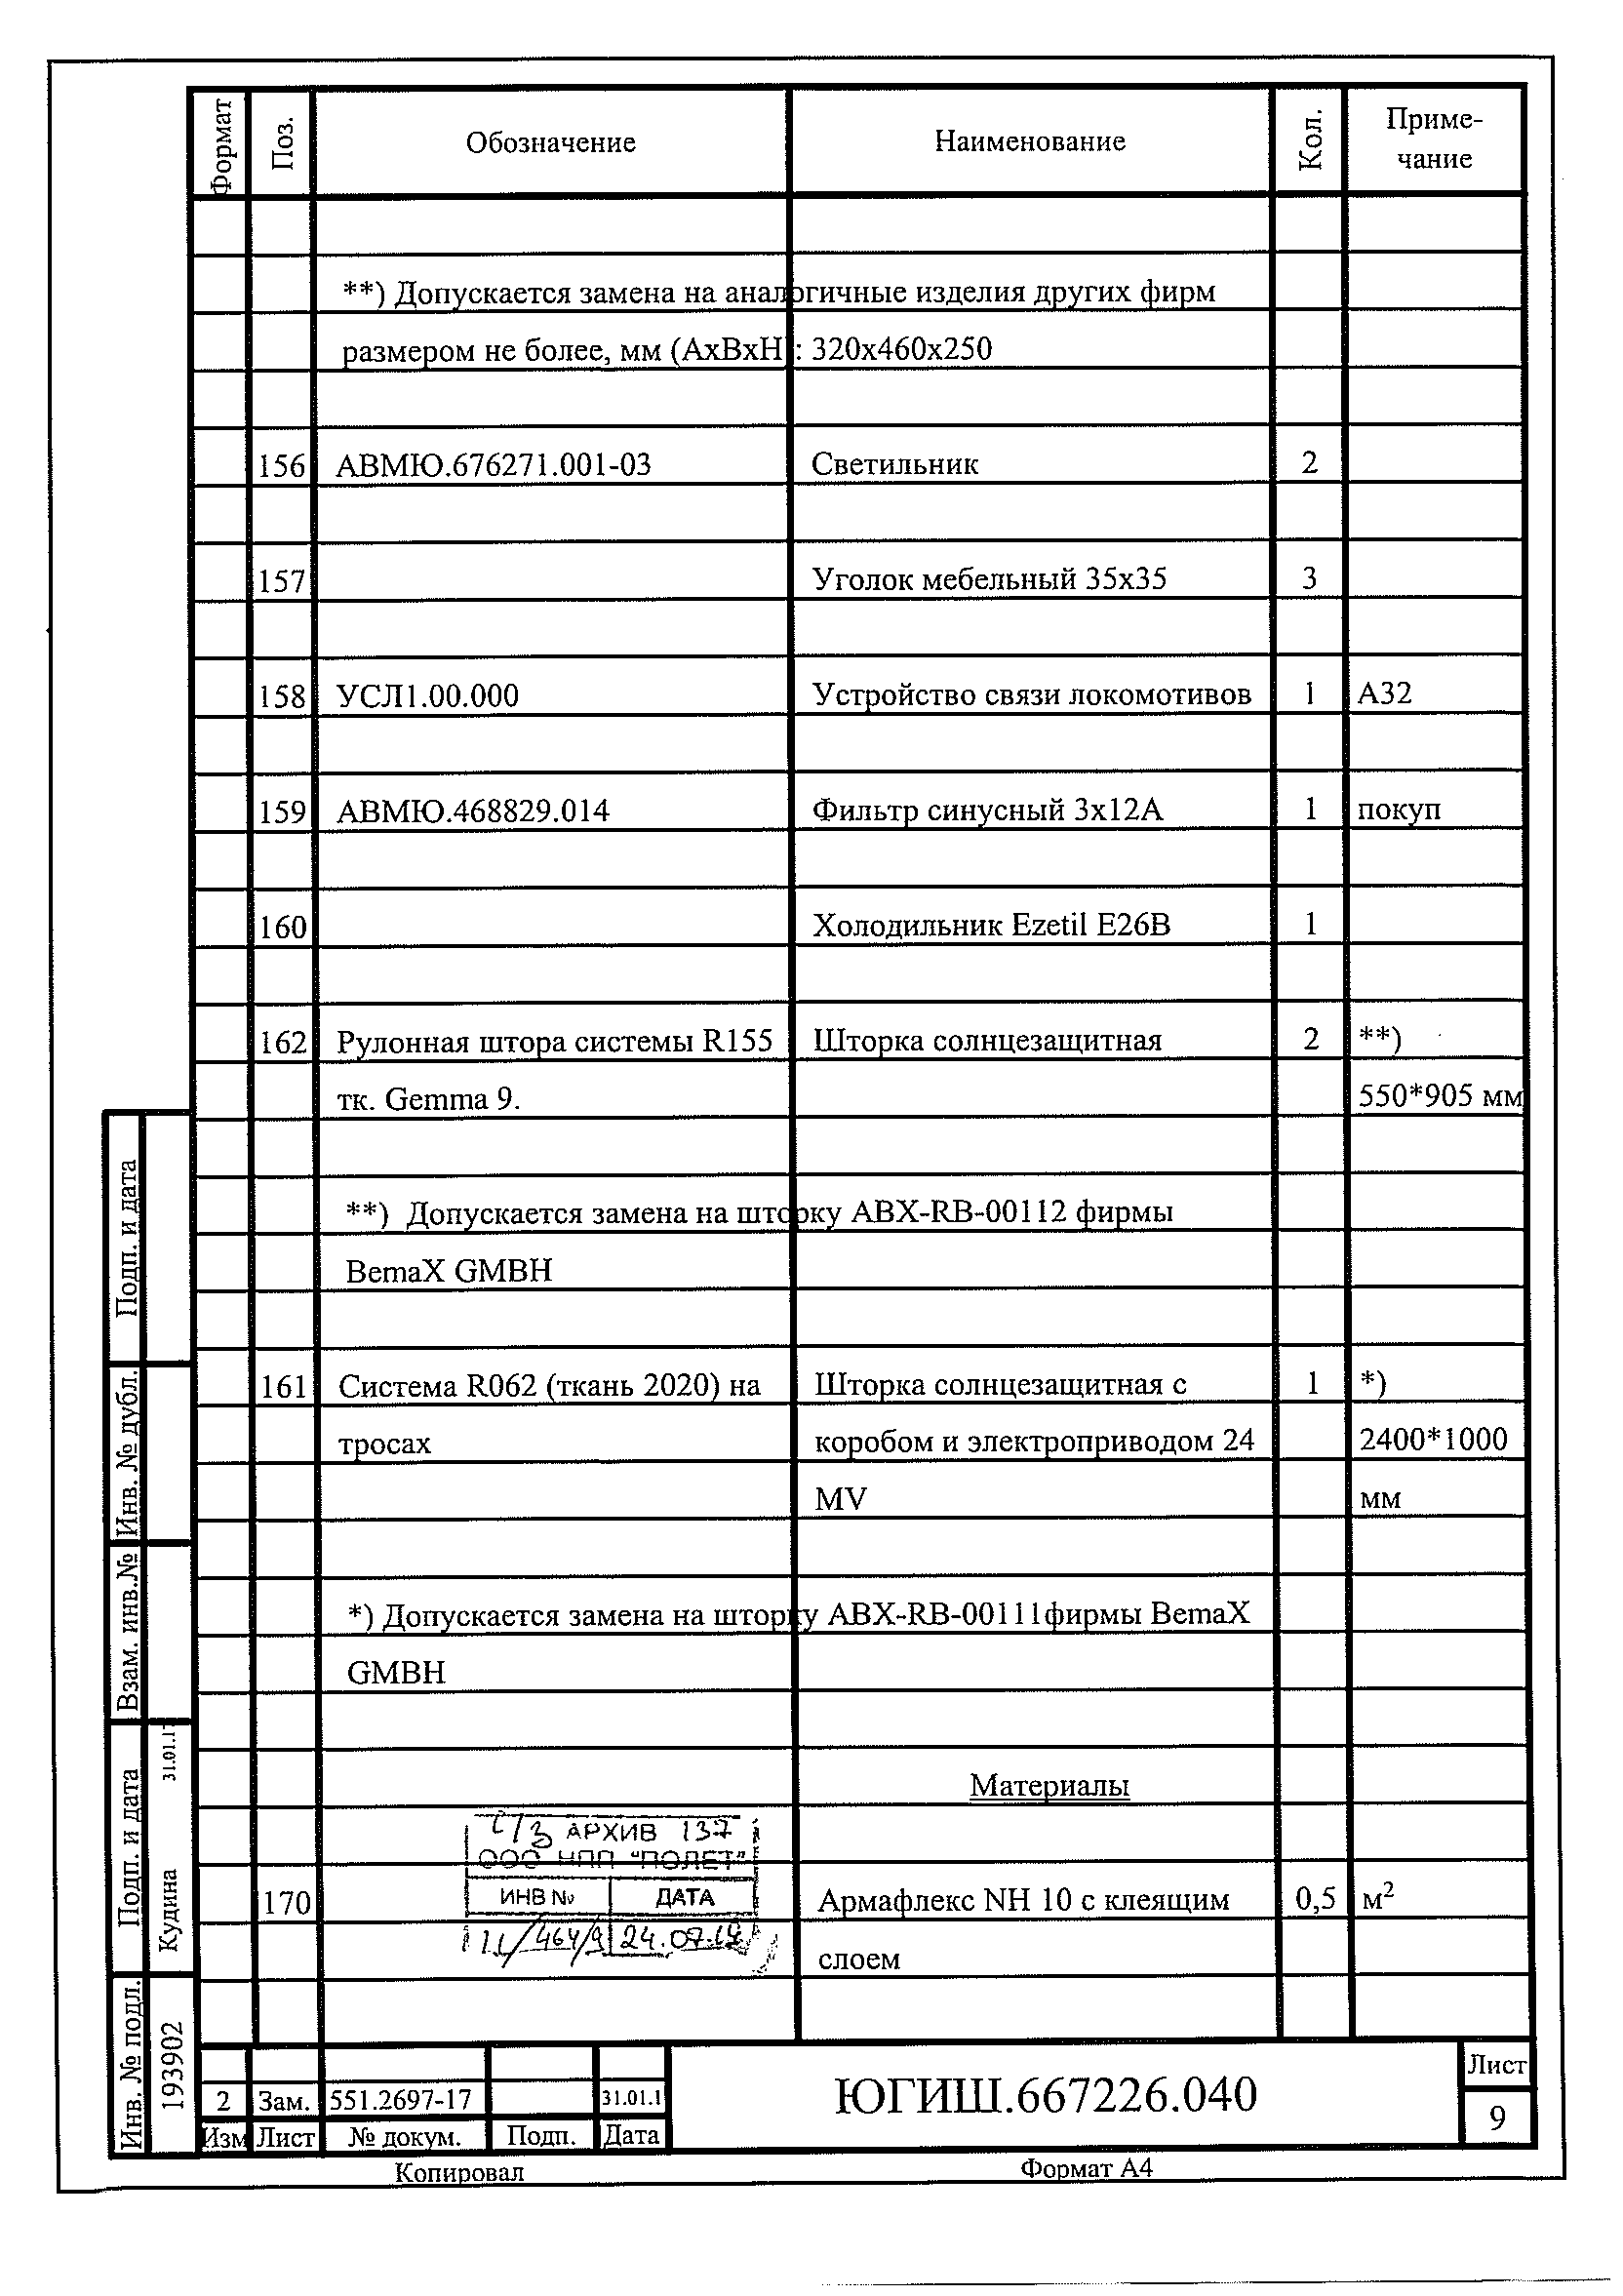 Формат Поз. Обозначение Наименование Кол. Приме-
чание
**) Допускается замена на аналогичные изделия других фирм
размером не более, мм (АхВхН): 320х460х250
156 АВМЮ.676271.001-03 Светильник 2
157 Уголок мебельный 35х35 3
158 УСЛ1.00.000 Устройство связи локомотивов 1 А32
159 АВМЮ.468829.014 Фильтр синусный 3х12А 1 покуп
160 Холодильник Ezetil E26B 1
162 Рулонная штора системы R155 Шторка солнцезащитная 2 **)
тк. Gemma 9. 550*905 мм
**) Допускается замена на шторку ABX-RB-00112 фирмы
BemaX GMBH
161 Система R062 (ткань 2020) на Шторка солнцезащитная с 1 *)
тросах коробом и электроприводом 24 2400*1000
MV мм
*) Допускается замена на шторку ABX-RB-00111фирмы BemaX
GMBH
Материалы
С/З АРХИВ 137
ООО НПП "ПОЛЕТ"
ИНВ № ДАТА
24.07.19
170 Армафлекс NH 10 с клеящим 0,5 м²
слоем
Подп. и дата
Инв. № дубл.
Взам. инв.№
Подп. и дата Кудина 31.01.1
Инв. № подл. 193902
2 Зам. 551.2697-17 31.01.1
Изм Лист № докум. Подп. Дата
ЮГИШ.667226.040
Лист
9
Копировал Формат А4